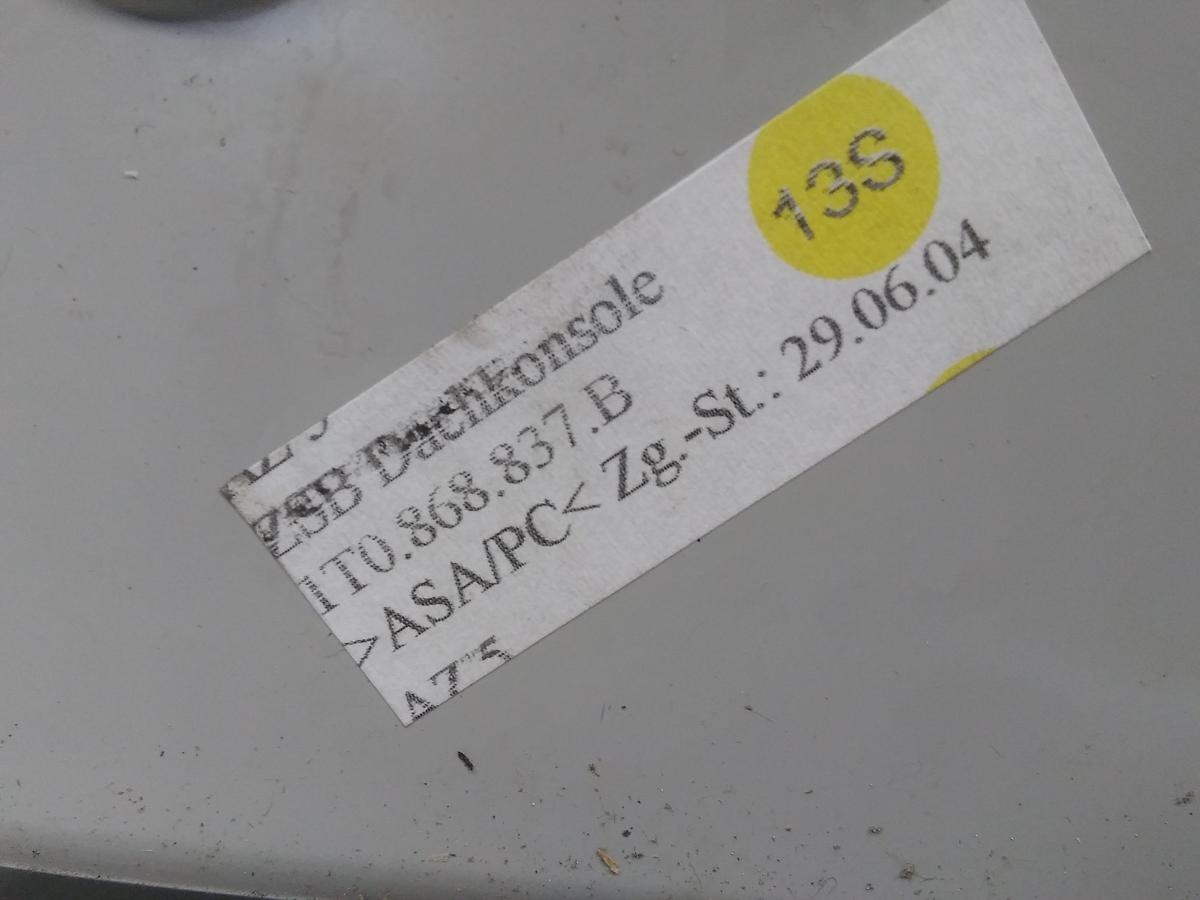 13S
ZSB Dachkonsole
1T0.868.837.B
>ASA/PC< Zg.-St.: 29.06.04